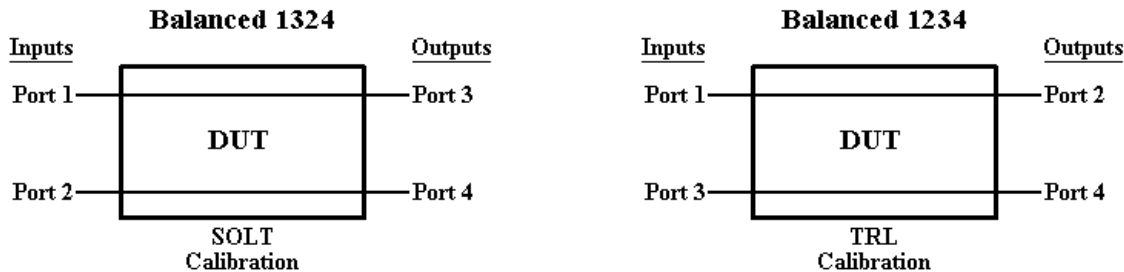 Balanced 1324
Inputs
Outputs
Port 1
Port 3
DUT
Port 2
Port 4
SOLT
Calibration
Balanced 1234
Inputs
Outputs
Port 1
Port 2
DUT
Port 3
Port 4
TRL
Calibration